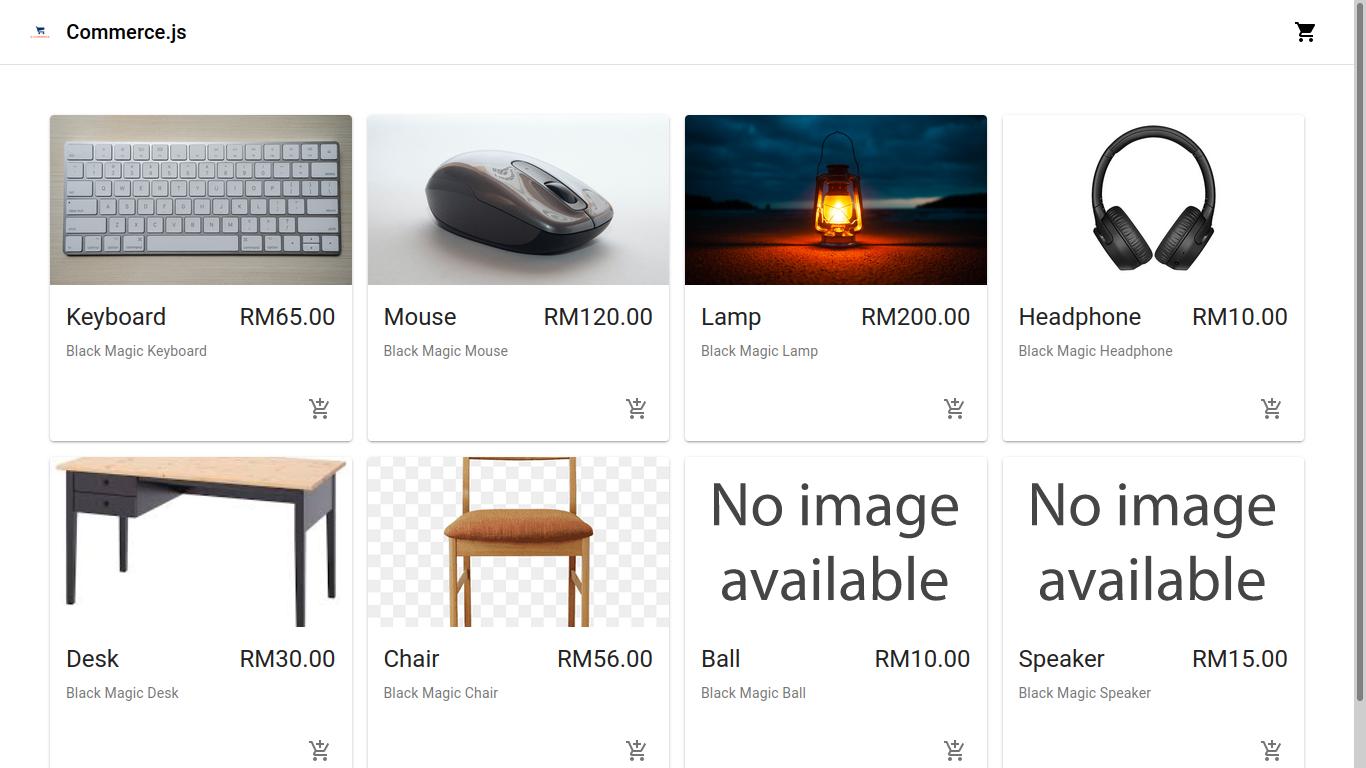 Commerce.js
Keyboard RM65.00
Black Magic Keyboard
Mouse RM120.00
Black Magic Mouse
Lamp RM200.00
Black Magic Lamp
Headphone RM10.00
Black Magic Headphone
Desk RM30.00
Black Magic Desk
Chair RM56.00
Black Magic Chair
No image
available
Ball RM10.00
Black Magic Ball
No image
available
Speaker RM15.00
Black Magic Speaker